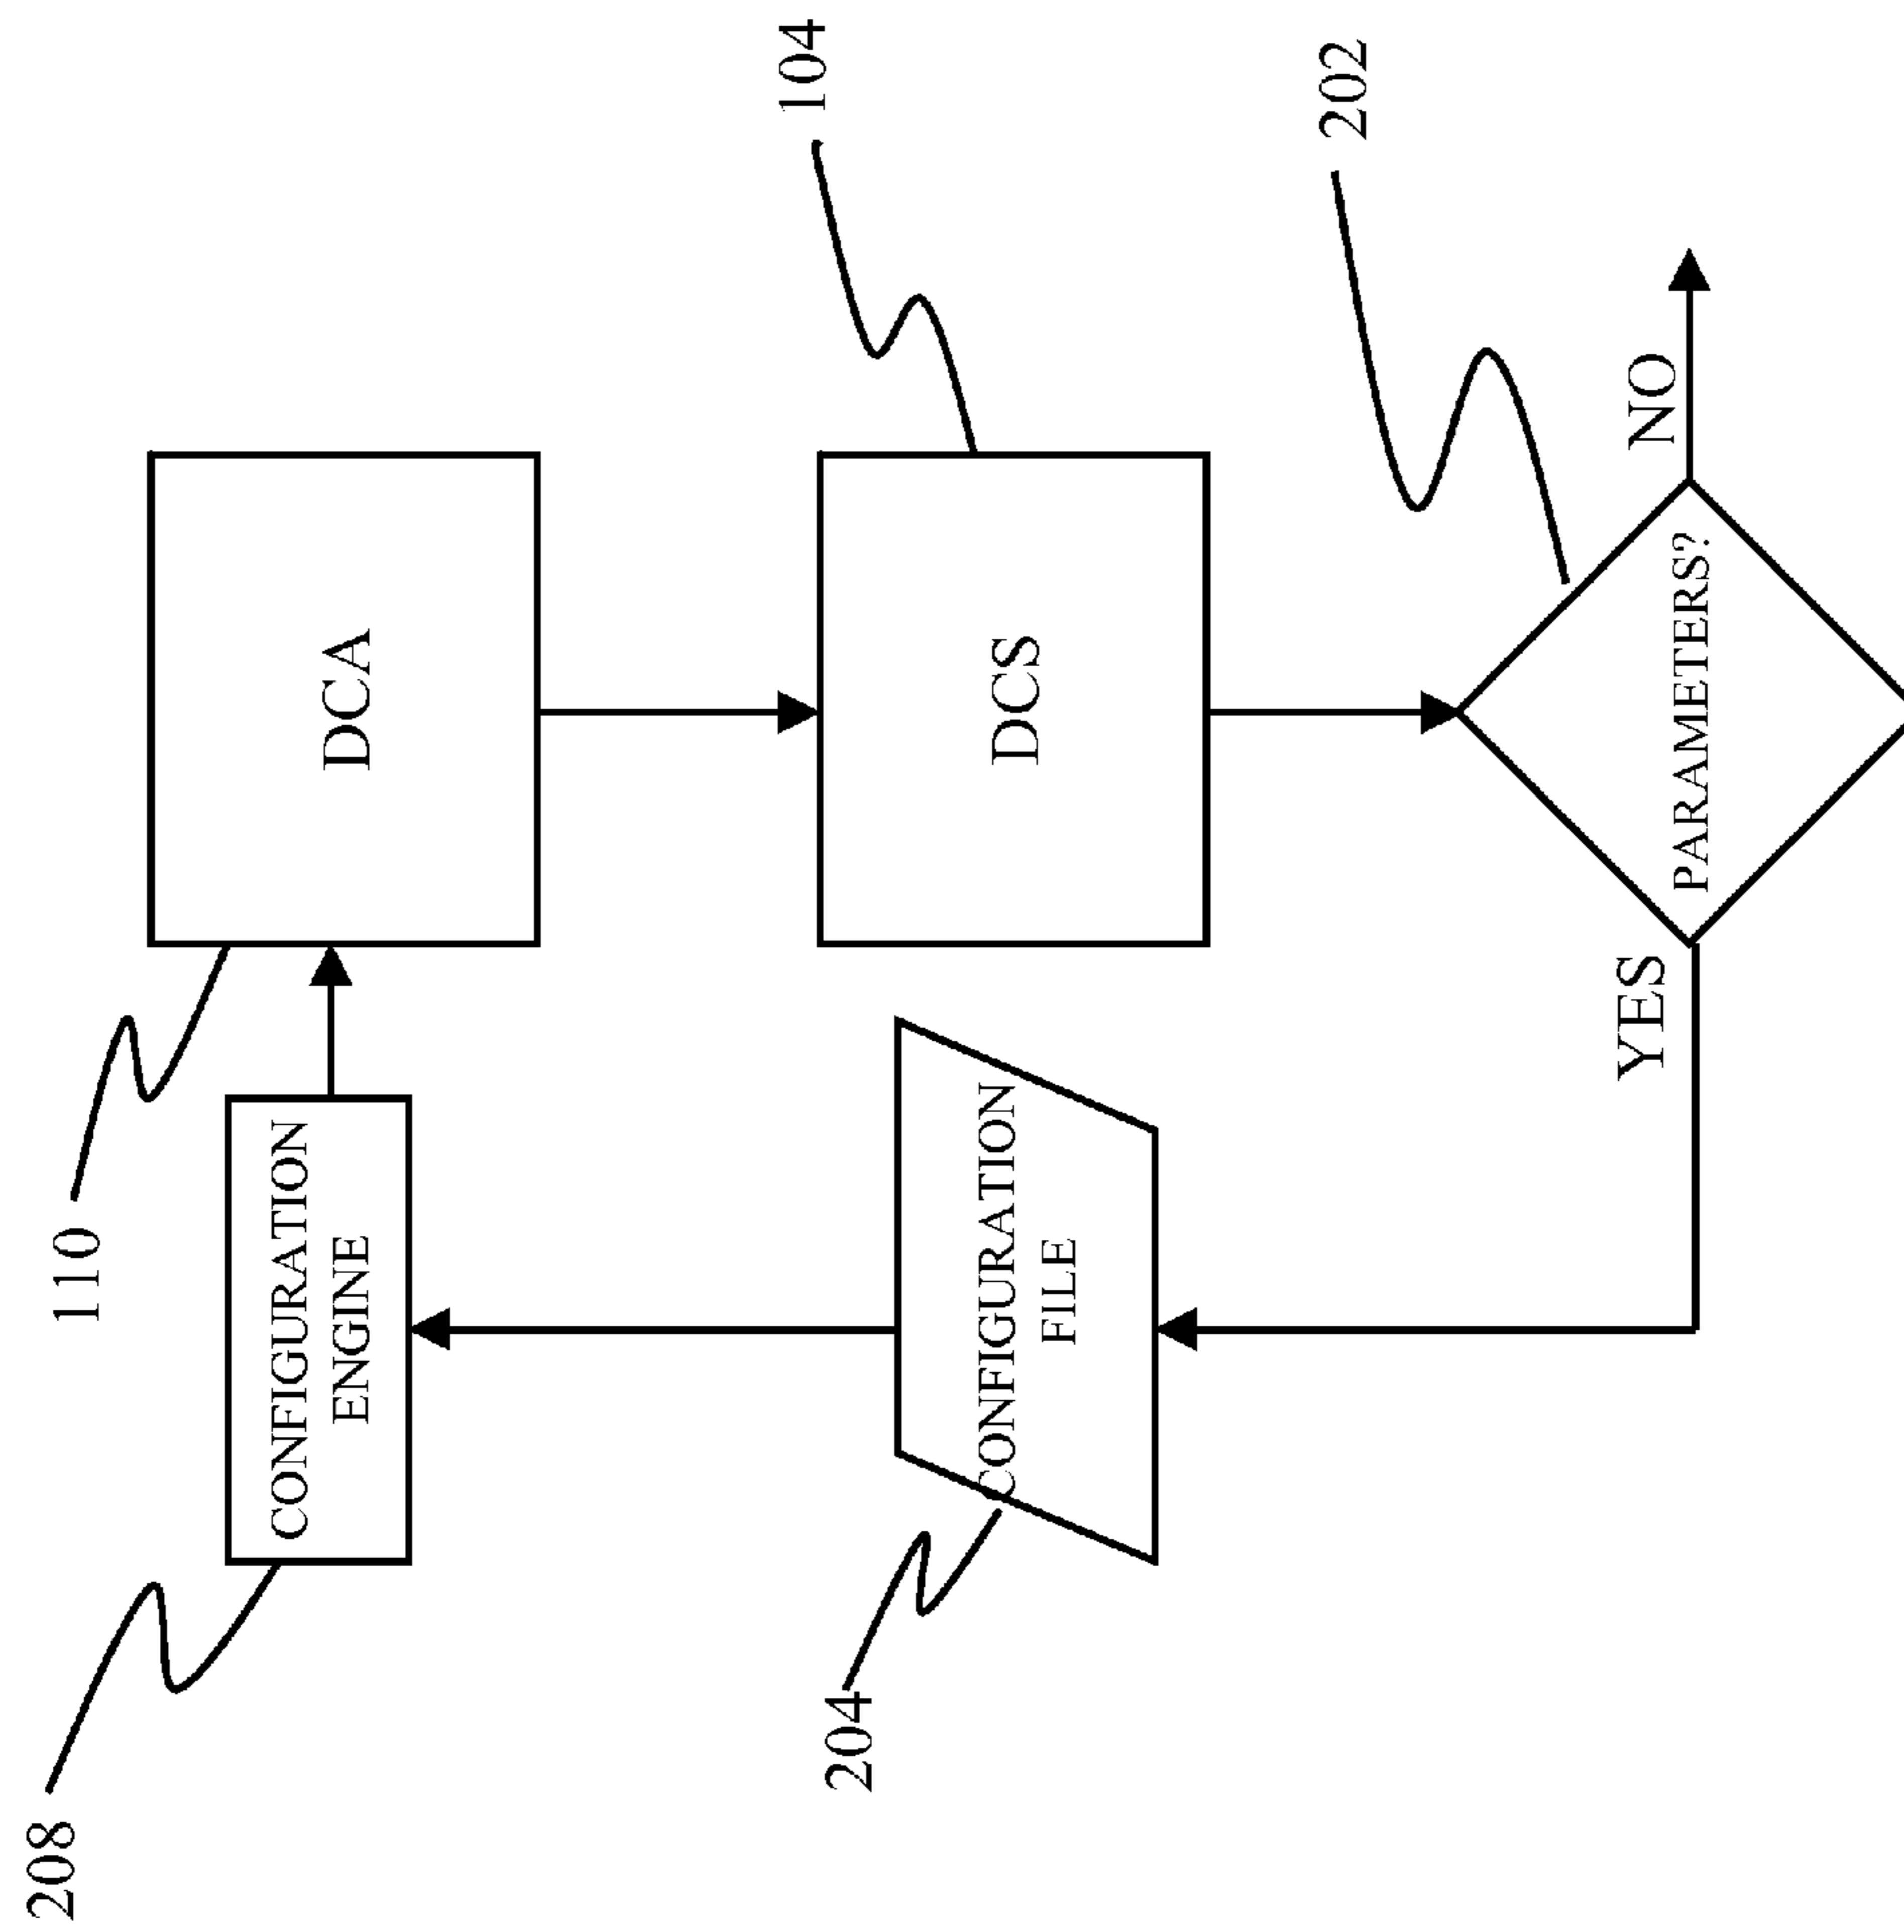 208
CONFIGURATION
ENGINE
110
DCA
204
CONFIGURATION
FILE
DCS
104
YES
PARAMETERS?
NO
202